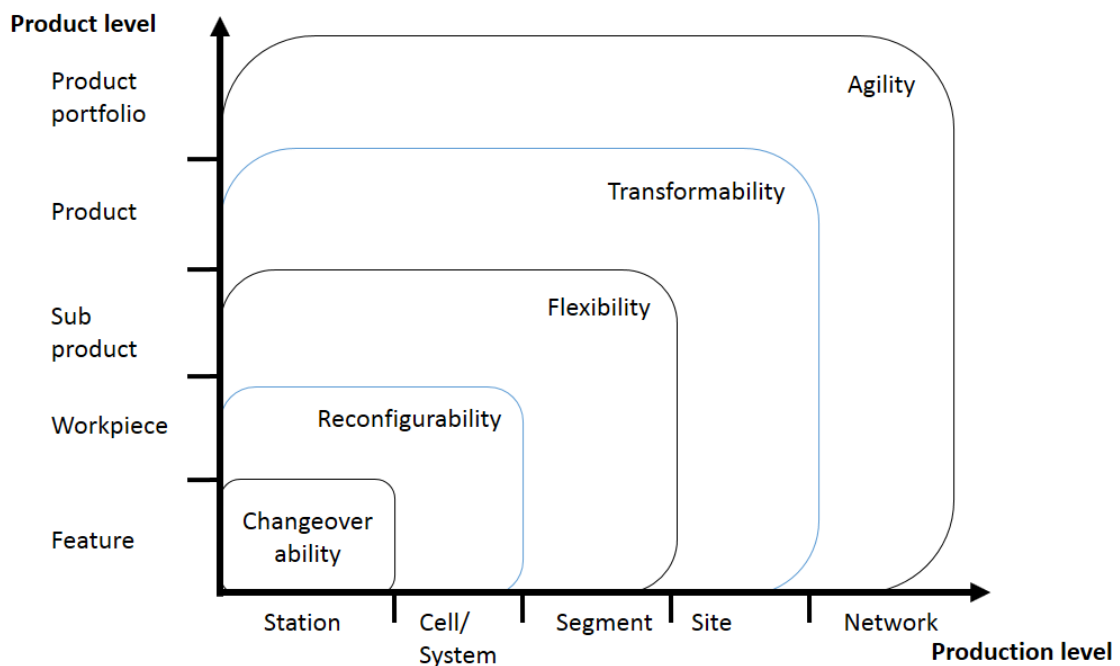 Product level
Product
portfolio
Agility
Product
Transformability
Sub
product
Flexibility
Workpiece
Reconfigurability
Feature
Changeover
ability
Station
Cell/
System
Segment
Site
Network
Production level